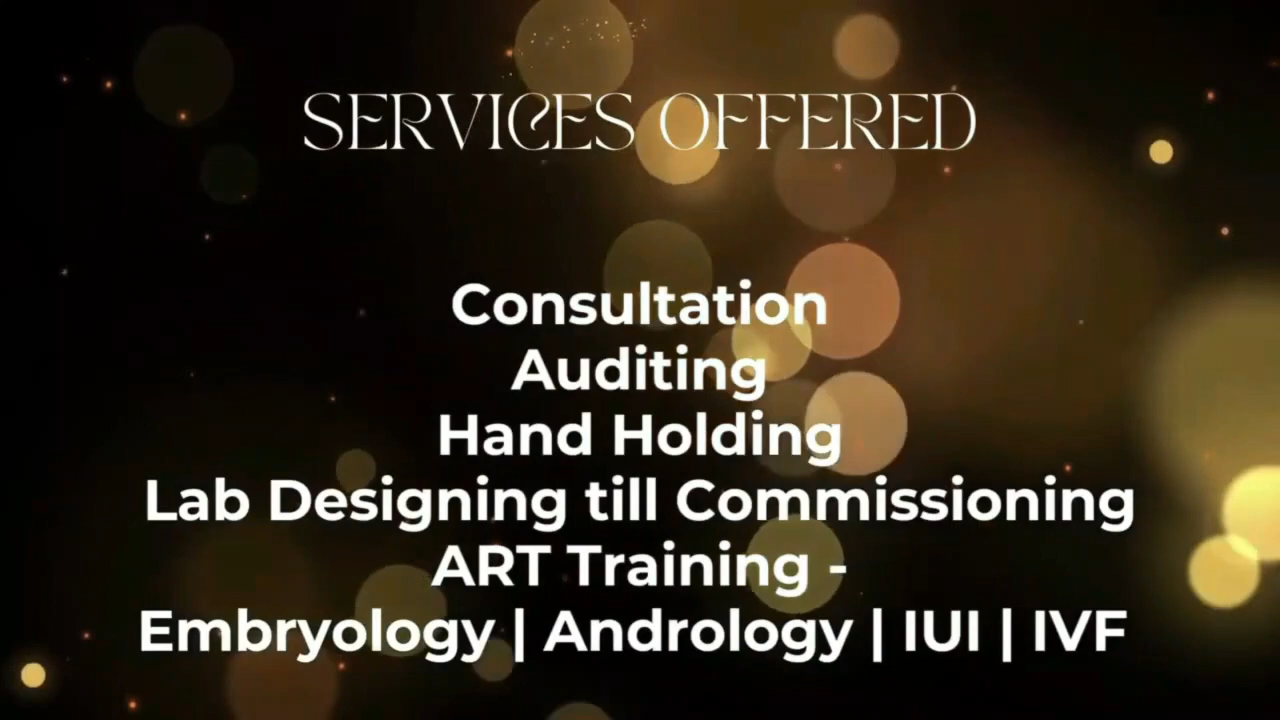 SERVICES OFFERED
Consultation
Auditing
Hand Holding
Lab Designing till Commissioning
ART Training -
Embryology | Andrology | IUI | IVF